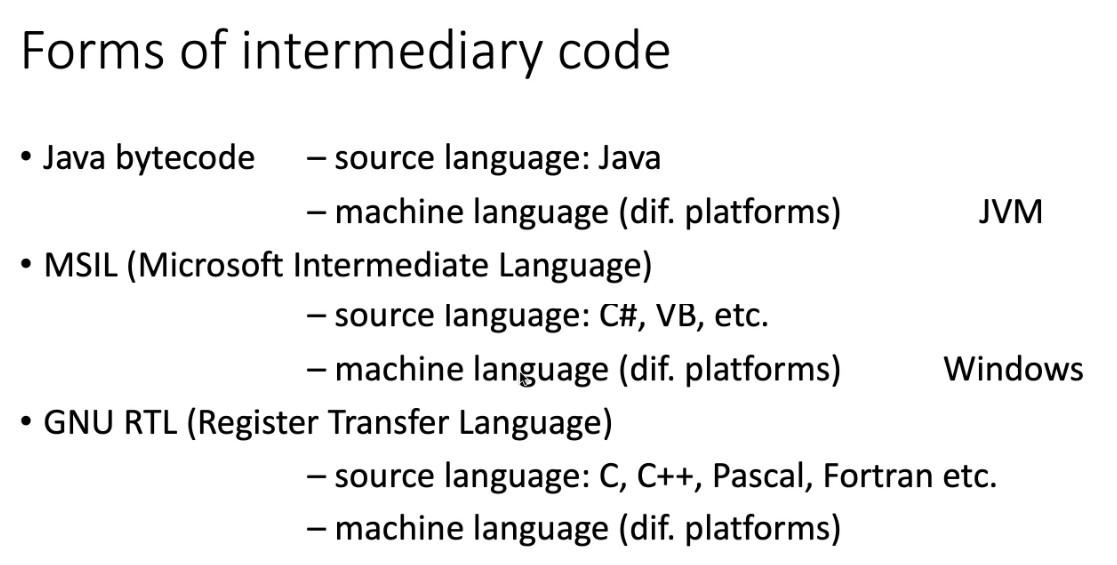 Forms of intermediary code
• Java bytecode – source language: Java
– machine language (dif. platforms) JVM
• MSIL (Microsoft Intermediate Language)
– source language: C#, VB, etc.
– machine language (dif. platforms) Windows
• GNU RTL (Register Transfer Language)
– source language: C, C++, Pascal, Fortran etc.
– machine language (dif. platforms)